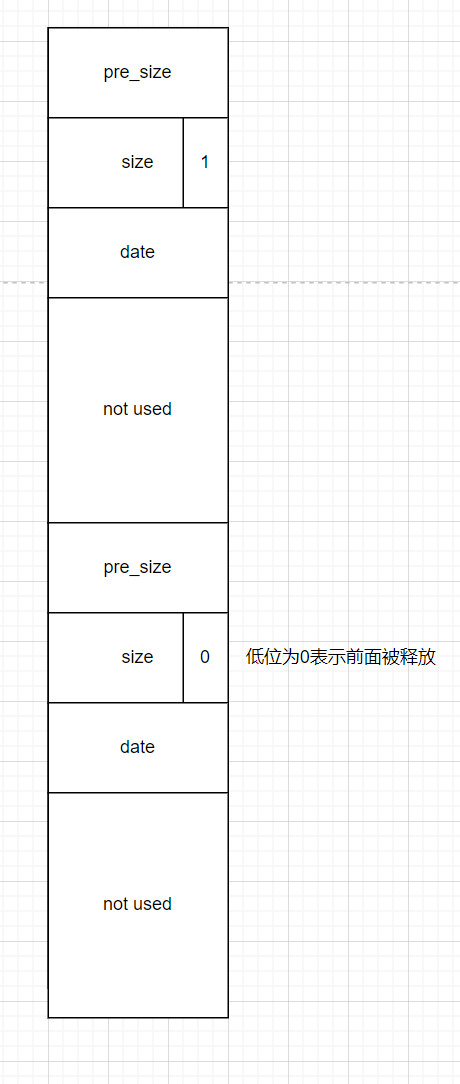 pre_size
size
1
date
not used
pre_size
size
0
低位为0表示前面被释放
date
not used